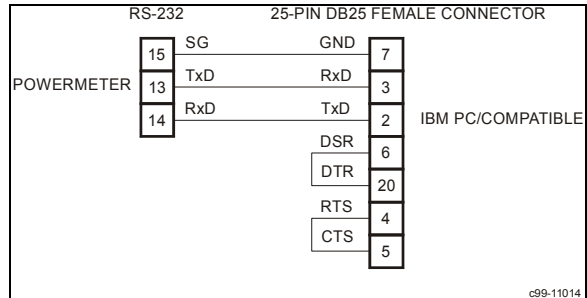 RS-232 25-PIN DB25 FEMALE CONNECTOR
15 SG GND 7
POWERMETER 13 TxD RxD 3
14 RxD TxD 2 IBM PC/COMPATIBLE
DSR 6
DTR 20
RTS 4
CTS 5
c99-11014